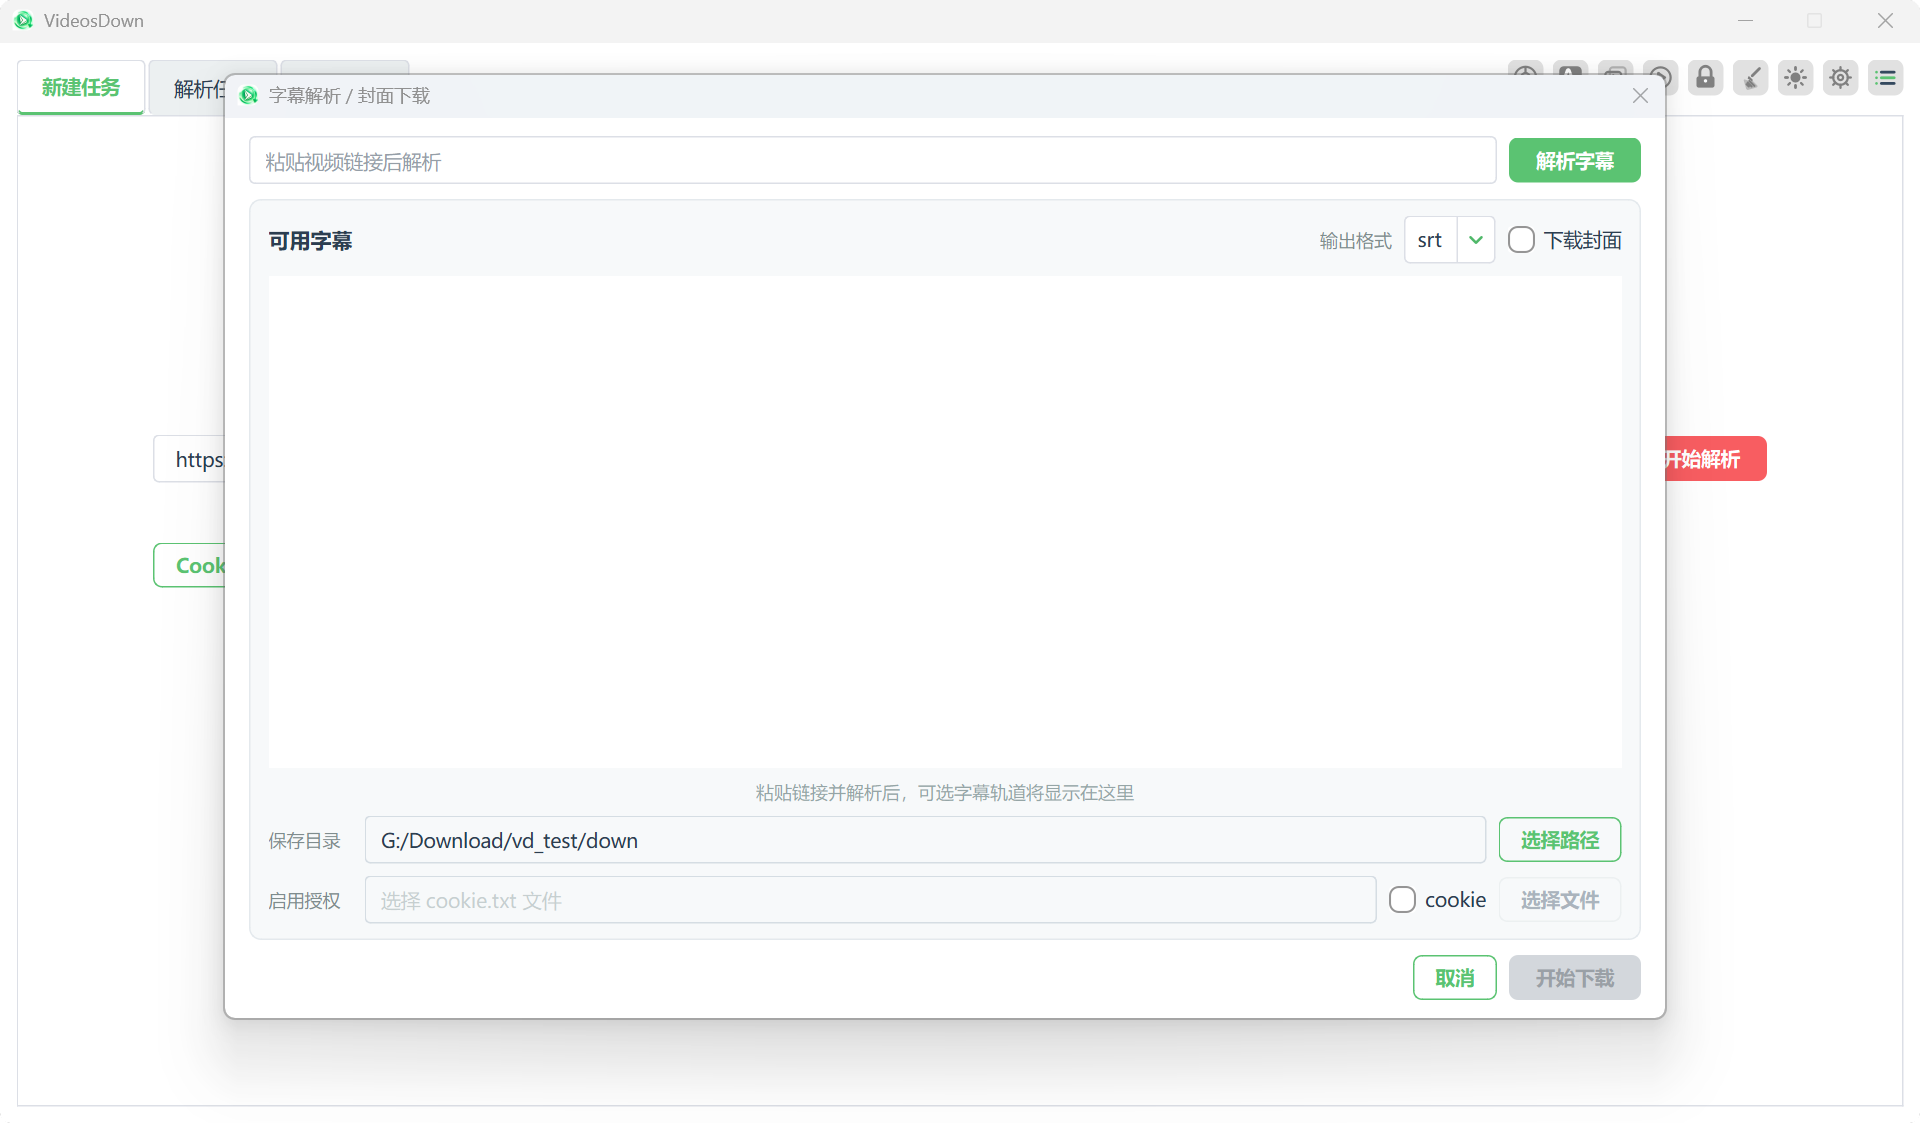 VideosDown
新建任务
解析任
字幕解析 / 封面下载
粘贴视频链接后解析
解析字幕
可用字幕
输出格式
srt
下载封面
https:
开始解析
Cook
粘贴链接并解析后，可选字幕轨道将显示在这里
保存目录
G:/Download/vd_test/down
选择路径
启用授权
选择 cookie.txt 文件
cookie
选择文件
取消
开始下载